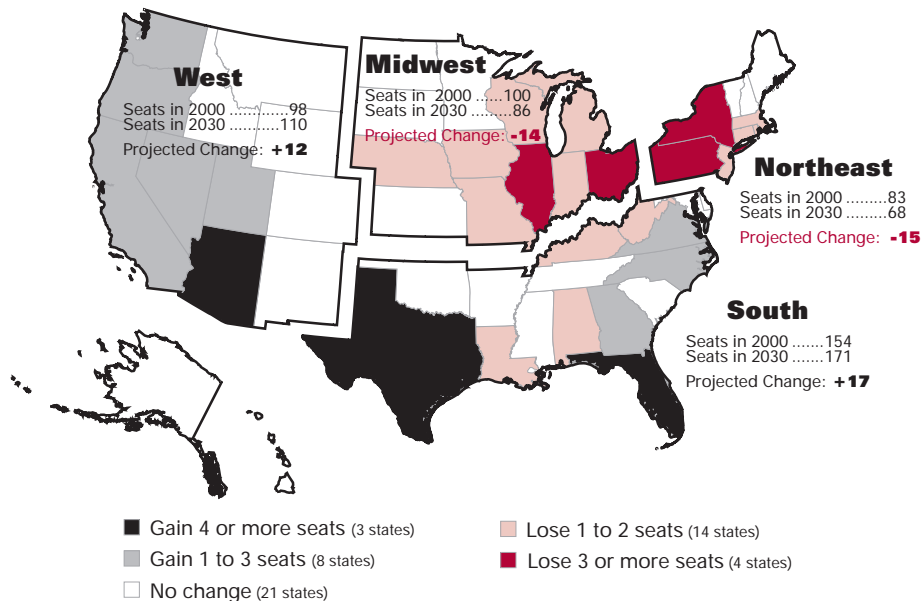 West
Seats in 2000 ..........98
Seats in 2030 .........110
Projected Change: +12
Midwest
Seats in 2000 ......100
Seats in 2030 ........86
Projected Change: -14
Northeast
Seats in 2000 .........83
Seats in 2030 .........68
Projected Change: -15
South
Seats in 2000 .......154
Seats in 2030 .......171
Projected Change: +17
Gain 4 or more seats (3 states)
Gain 1 to 3 seats (8 states)
No change (21 states)
Lose 1 to 2 seats (14 states)
Lose 3 or more seats (4 states)